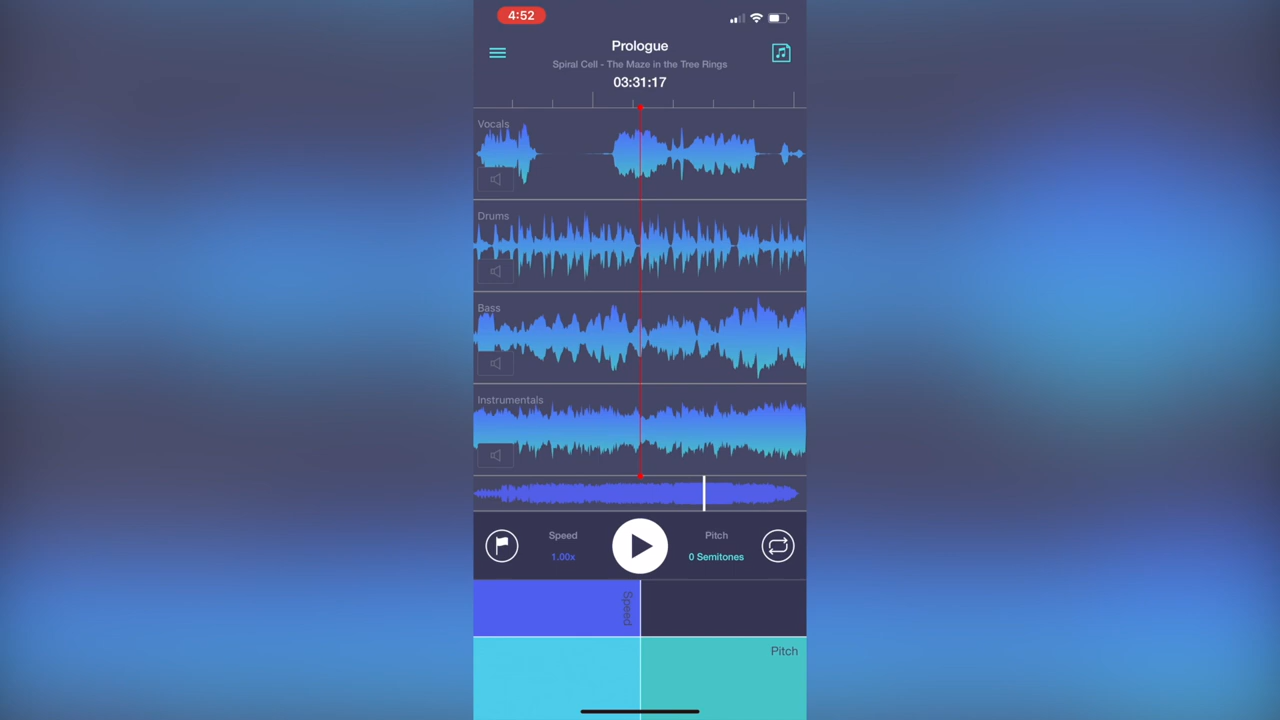 4:52
Prologue
Spiral Cell - The Maze in the Tree Rings
03:31:17
Vocals
Drums
Bass
Instrumentals
Speed
1.00x
Pitch
0 Semitones
Speed
Pitch